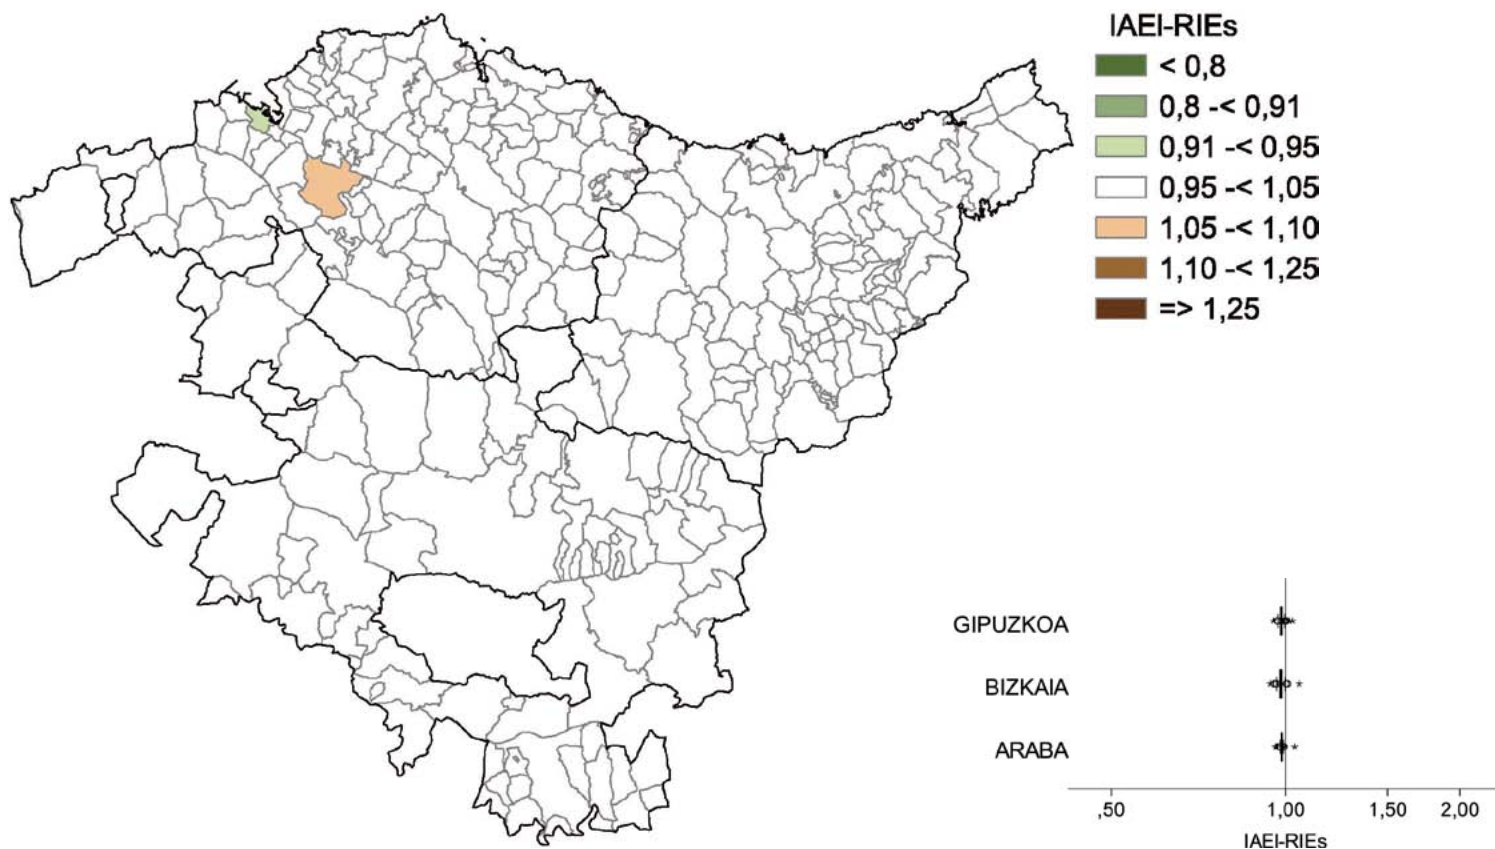 IAEI-RIEs
< 0,8
0,8 -< 0,91
0,91 -< 0,95
0,95 -< 1,05
1,05 -< 1,10
1,10 -< 1,25
=> 1,25
GIPUZKOA
BIZKAIA
ARABA
,50 1,00 1,50 2,00
IAEI-RIEs